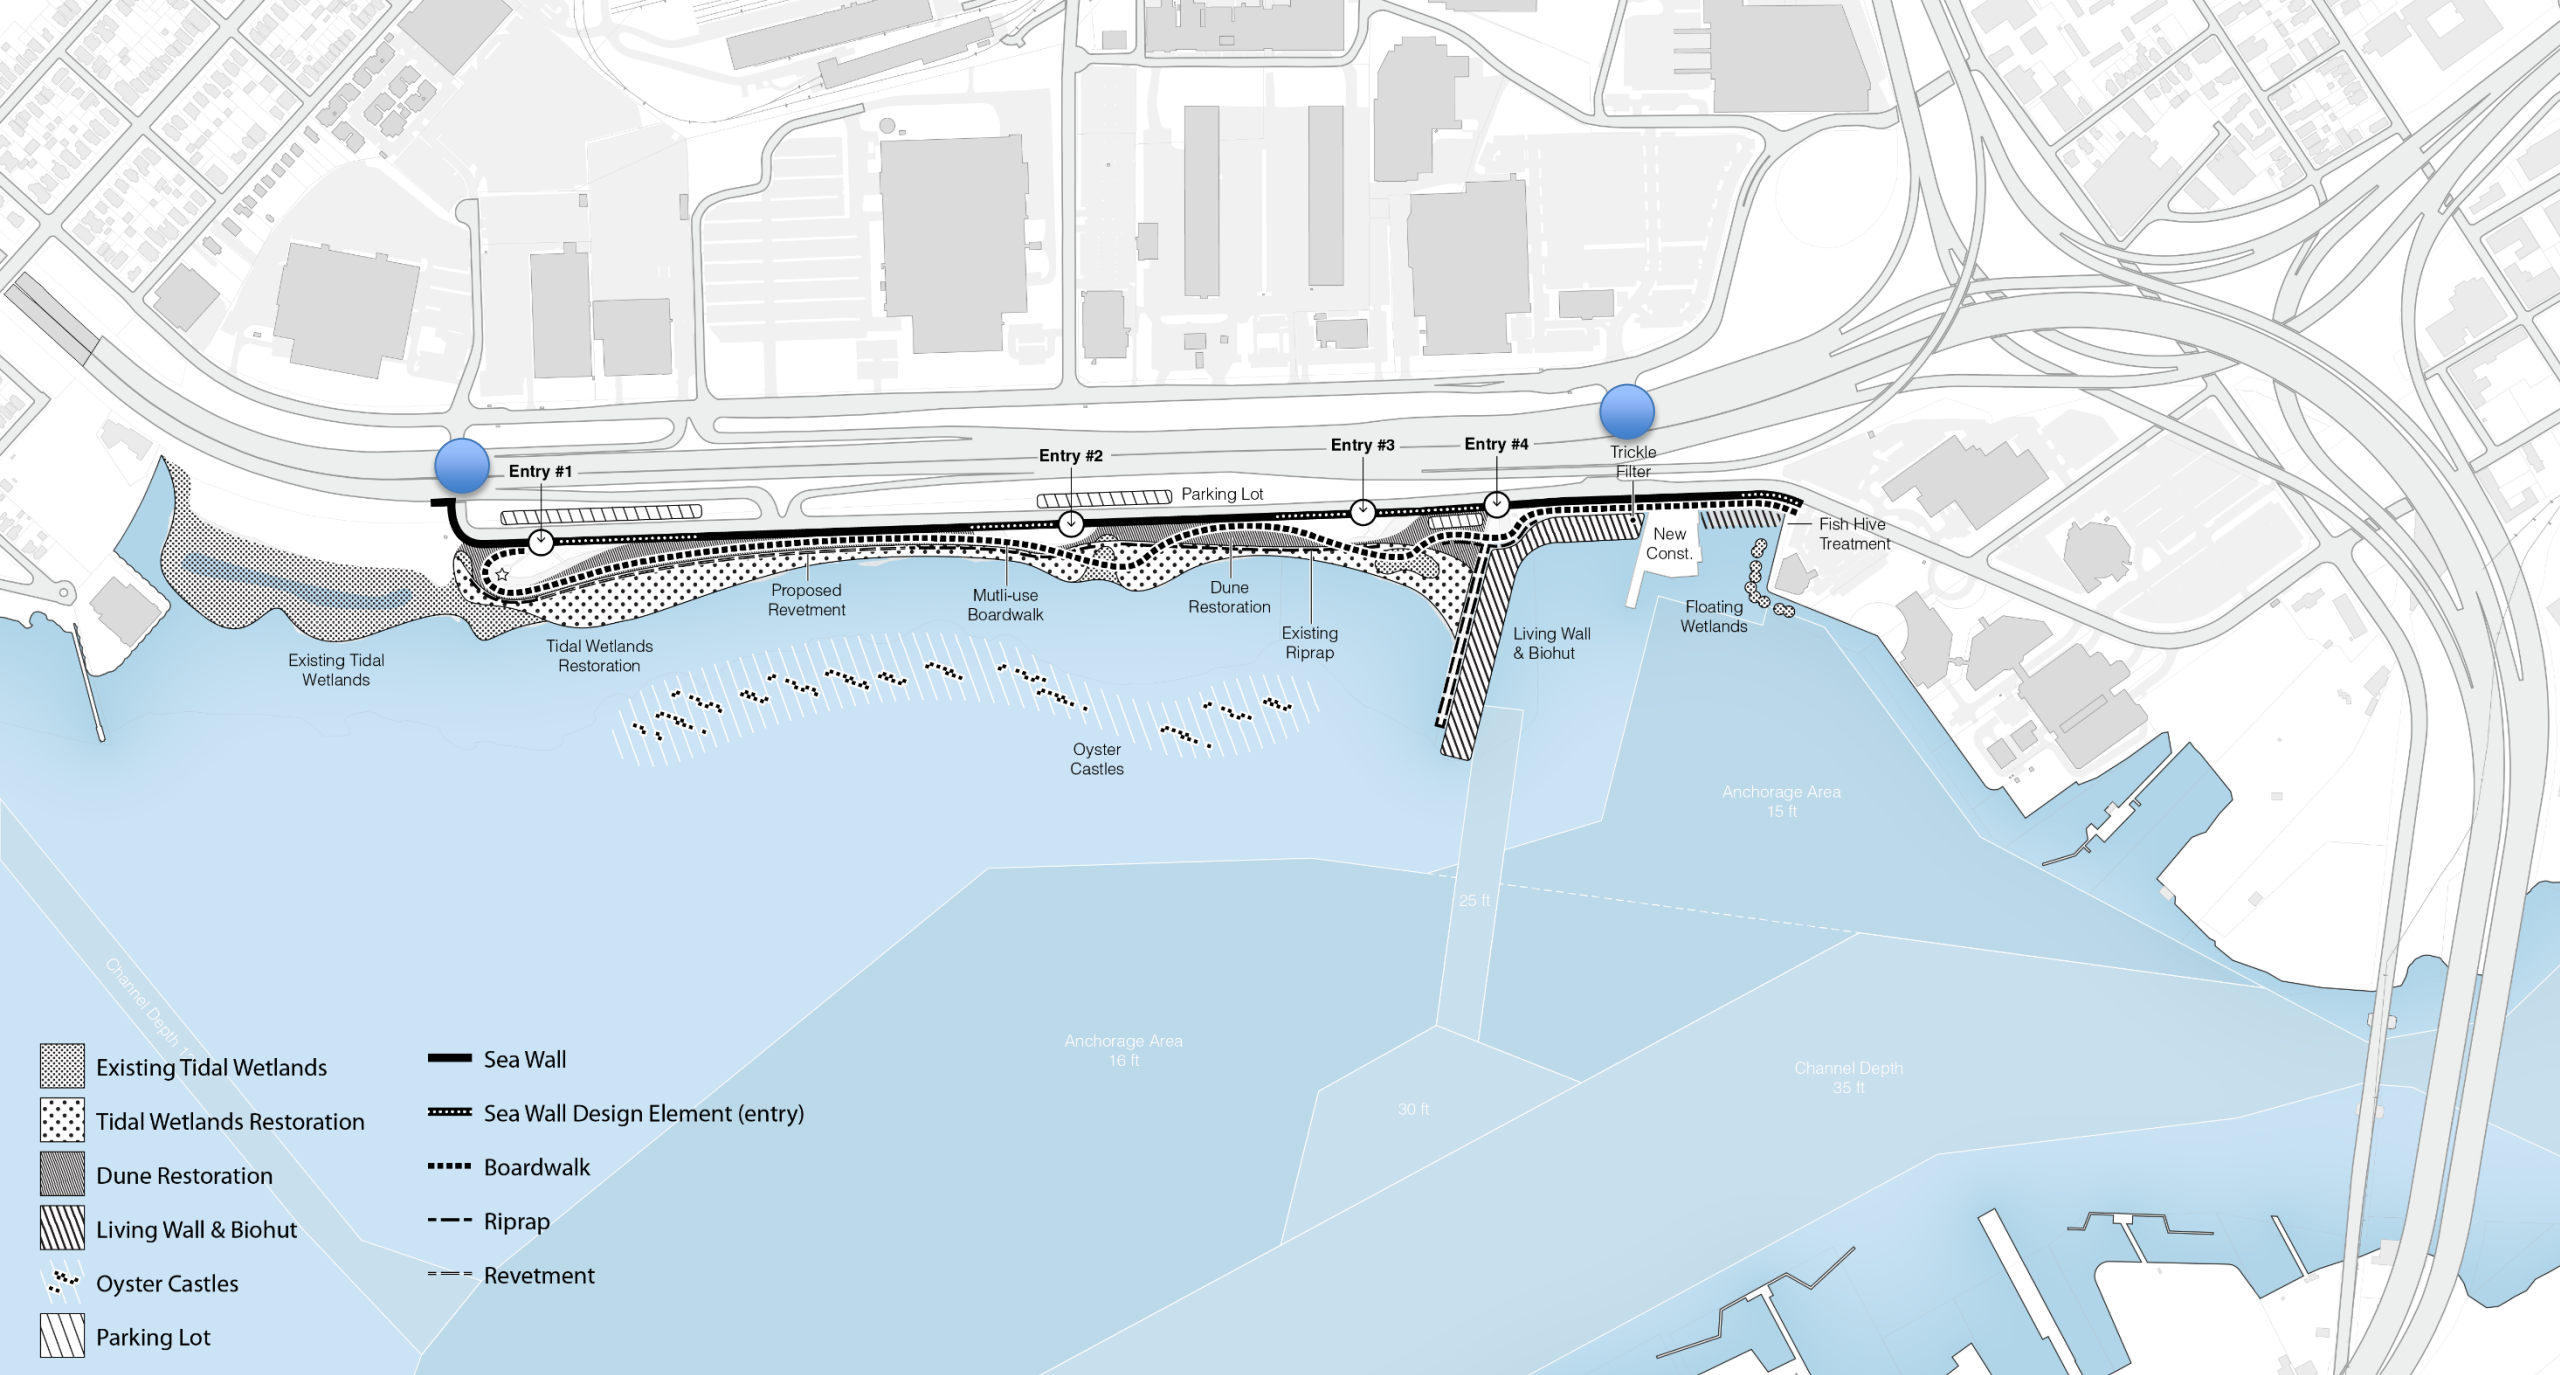 Entry #1
Entry #2
Entry #3
Entry #4
Trickle
Filter
Parking Lot
New
Const.
Fish Hive
Treatment
Proposed
Revetment
Mutli-use
Boardwalk
Dune
Restoration
Existing
Riprap
Floating
Wetlands
Living Wall
& Biohut
Existing Tidal
Wetlands
Tidal Wetlands
Restoration
Oyster
Castles
Anchorage Area
15 ft
25 ft
Channel Depth
Anchorage Area
16 ft
30 ft
Channel Depth
35 ft
Existing Tidal Wetlands
Tidal Wetlands Restoration
Dune Restoration
Living Wall & Biohut
Oyster Castles
Parking Lot
Sea Wall
Sea Wall Design Element (entry)
Boardwalk
Riprap
Revetment